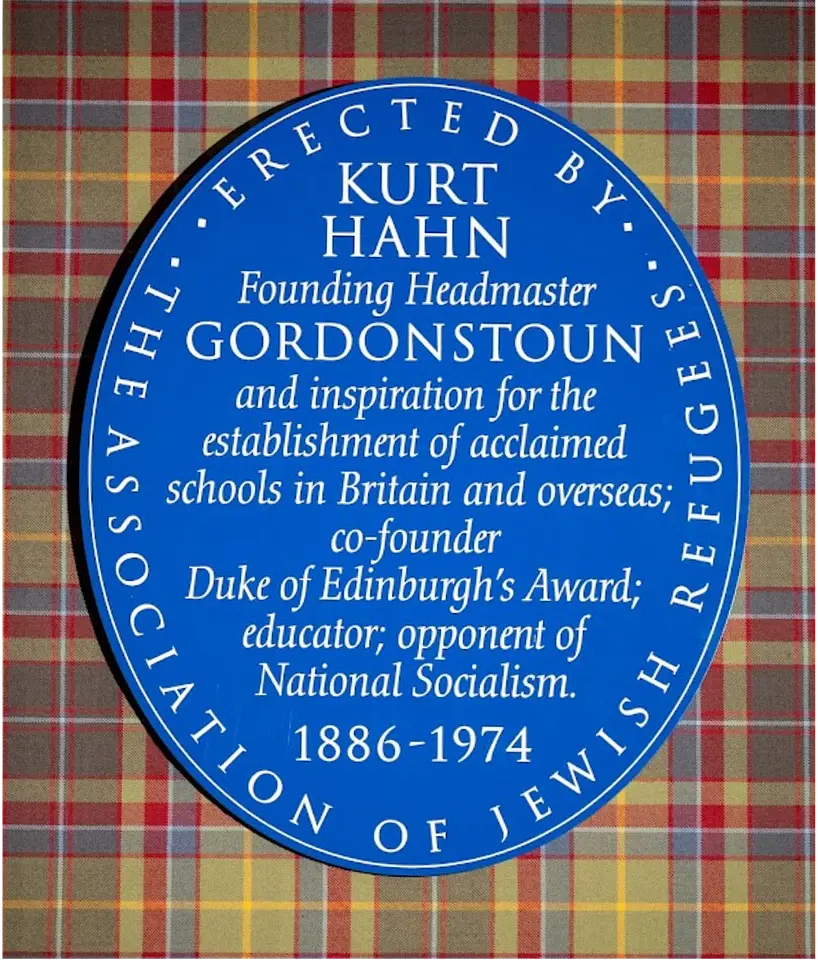 · ERECTED BY ·
KURT
HAHN
Founding Headmaster
GORDONSTOUN
and inspiration for the
establishment of acclaimed
schools in Britain and overseas;
co-founder
Duke of Edinburgh's Award;
educator; opponent of
National Socialism.
1886-1974
· THE ASSOCIATION OF JEWISH REFUGEES ·